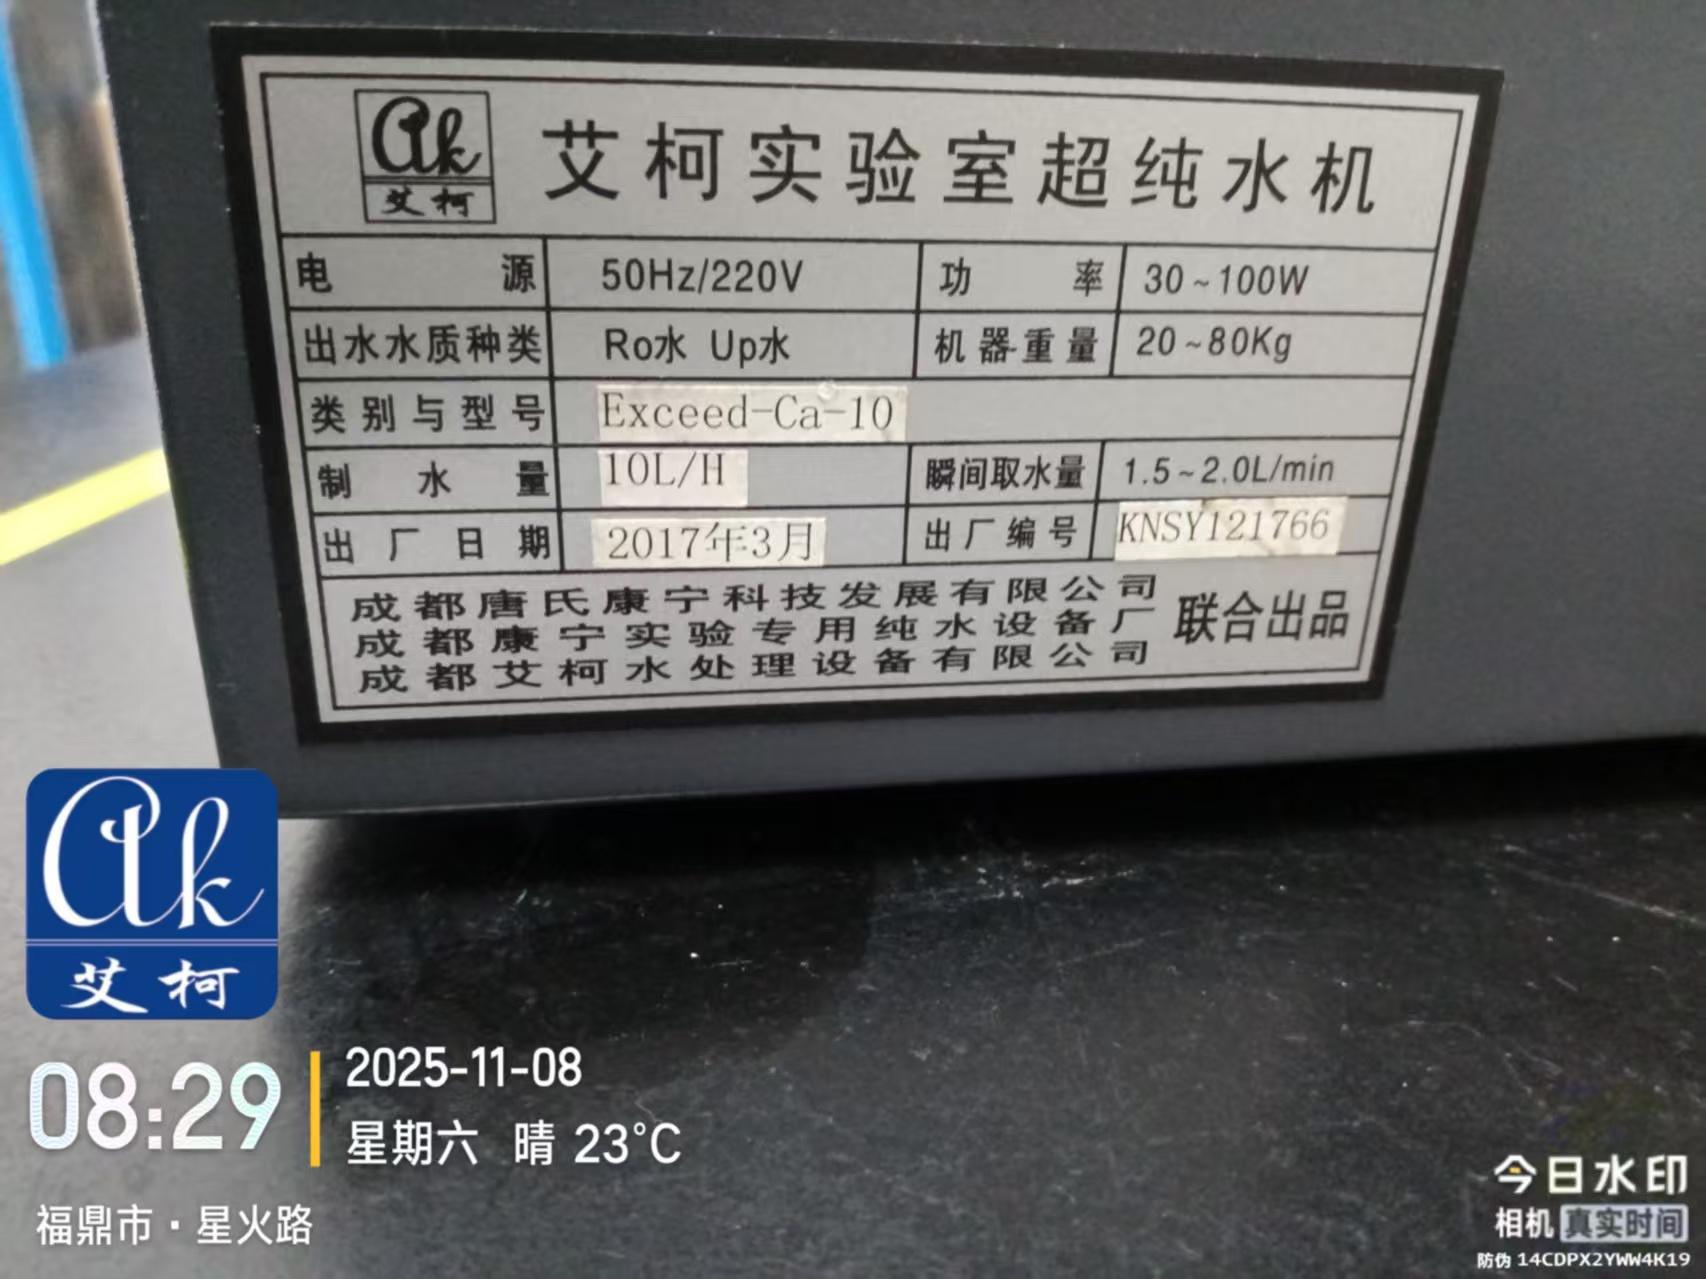 Ak
艾柯
艾柯实验室超纯水机
电源 50Hz/220V 功率 30~100W
出水水质种类 Ro水 Up水 机器重量 20~80Kg
类别与型号 Exceed-Ca-10
制水量 10L/H 瞬间取水量 1.5~2.0L/min
出厂日期 2017年3月 出厂编号 KNSY121766
成都唐氏康宁科技发展有限公司
成都康宁实验专用纯水设备厂 联合出品
成都艾柯水处理设备有限公司
Ak
艾柯
08:29
2025-11-08
星期六 晴 23°C
福鼎市·星火路
今日水印
相机 真实时间
防伪 14CDPX2YWW4K19